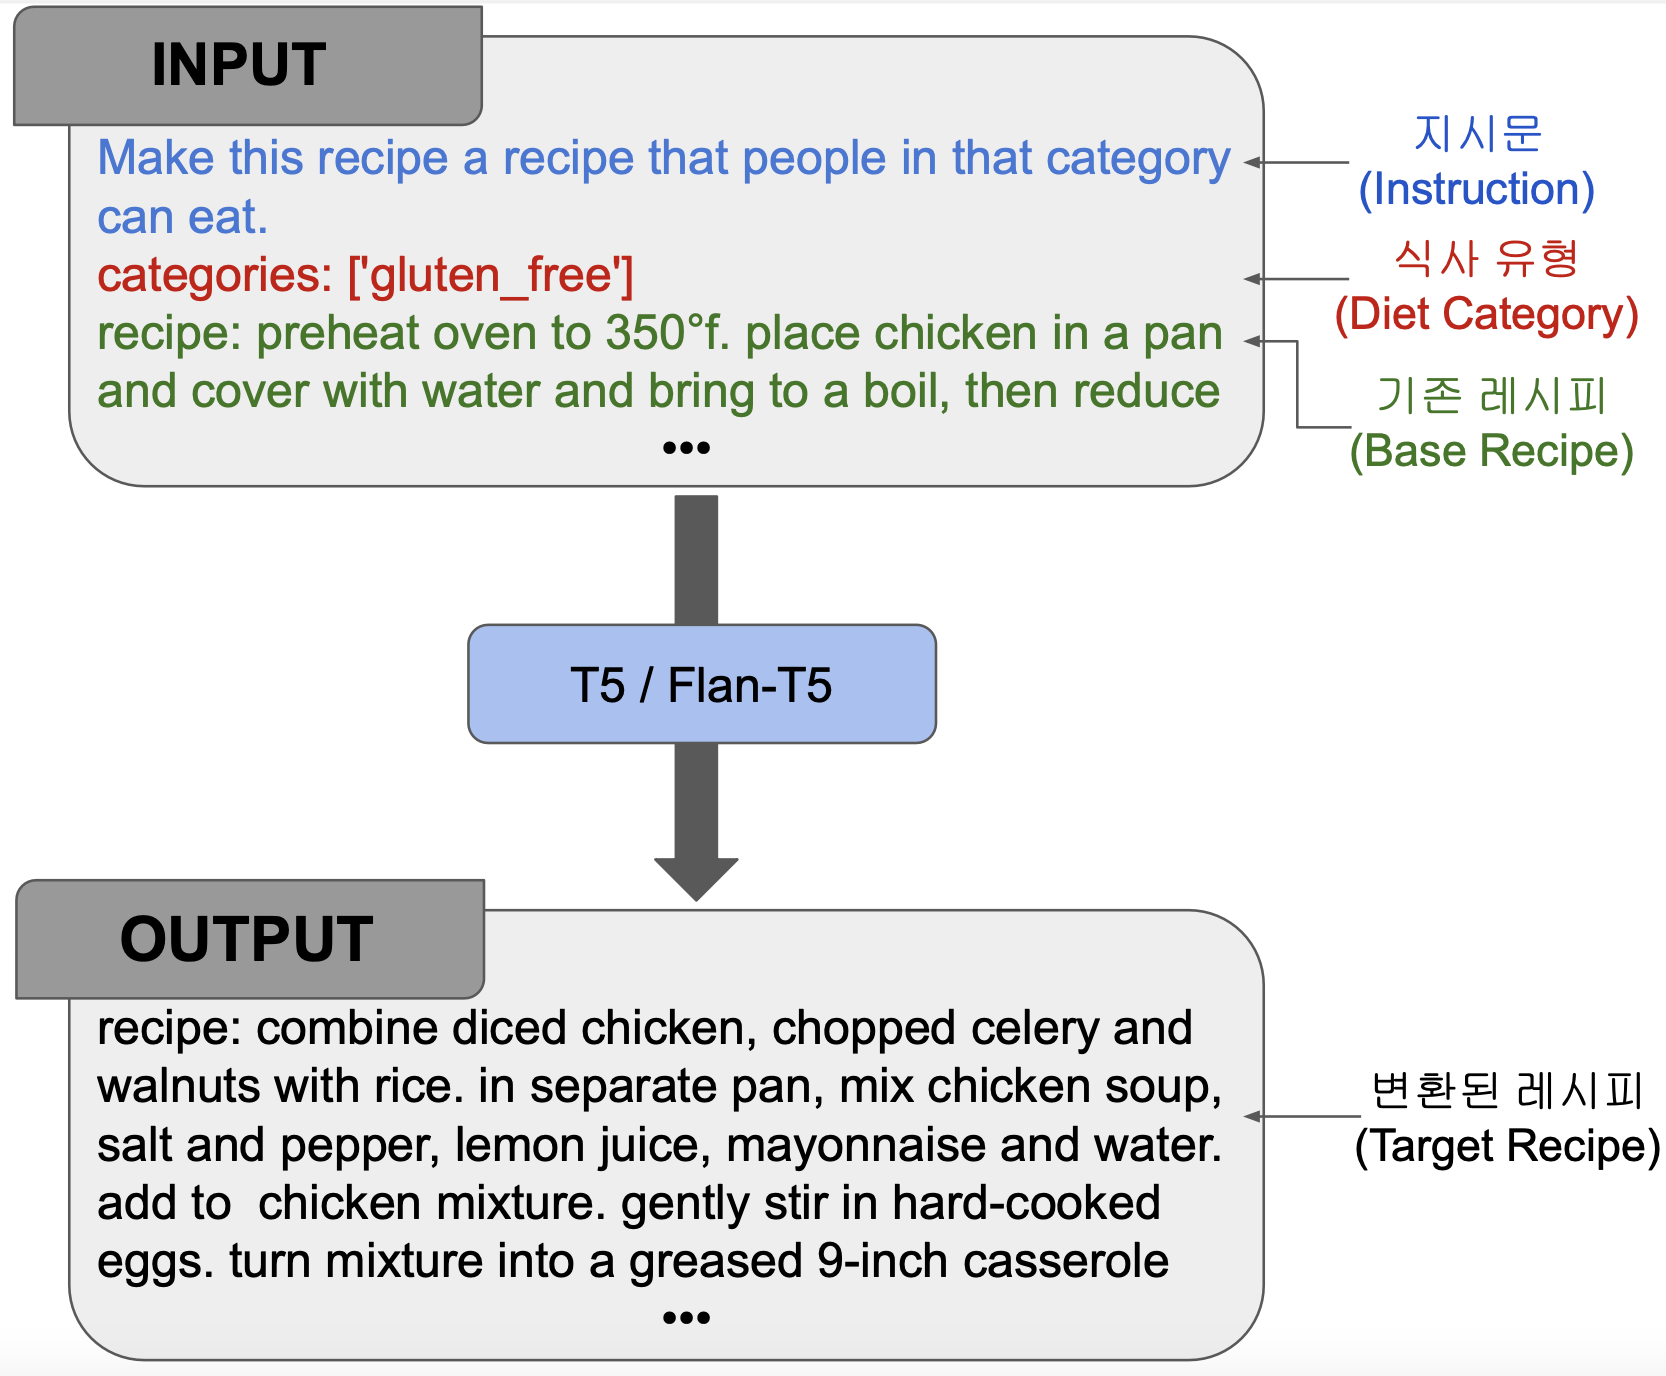 INPUT
Make this recipe a recipe that people in that category
can eat.
categories: ['gluten_free']
recipe: preheat oven to 350°f. place chicken in a pan
and cover with water and bring to a boil, then reduce
•••
지시문
(Instruction)
식사 유형
(Diet Category)
기존 레시피
(Base Recipe)
T5 / Flan-T5
OUTPUT
recipe: combine diced chicken, chopped celery and
walnuts with rice. in separate pan, mix chicken soup,
salt and pepper, lemon juice, mayonnaise and water.
add to  chicken mixture. gently stir in hard-cooked
eggs. turn mixture into a greased 9-inch casserole
•••
변환된 레시피
(Target Recipe)